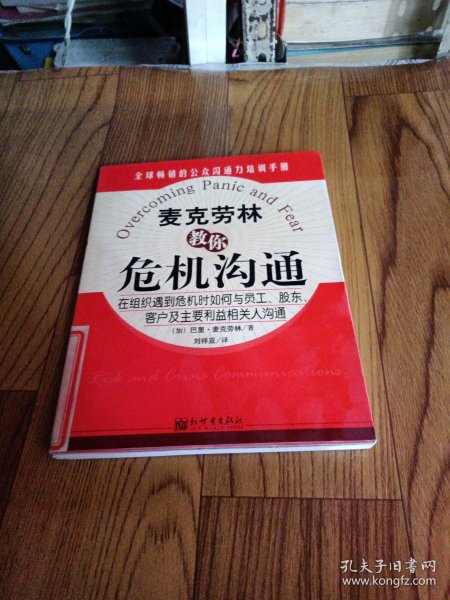 全球畅销的公众沟通力培训手册
Overcoming Panic and Fear
麦克劳林
教你
危机沟通
在组织遇到危机时如何与员工、股东、
客户及主要利益相关人沟通
(加) 巴里·麦克劳林/著
刘祥亚/译
Risk and Crisis Communications
新世界出版社
NEW WORLD PRESS
孔夫子旧书网
www.kongfz.com